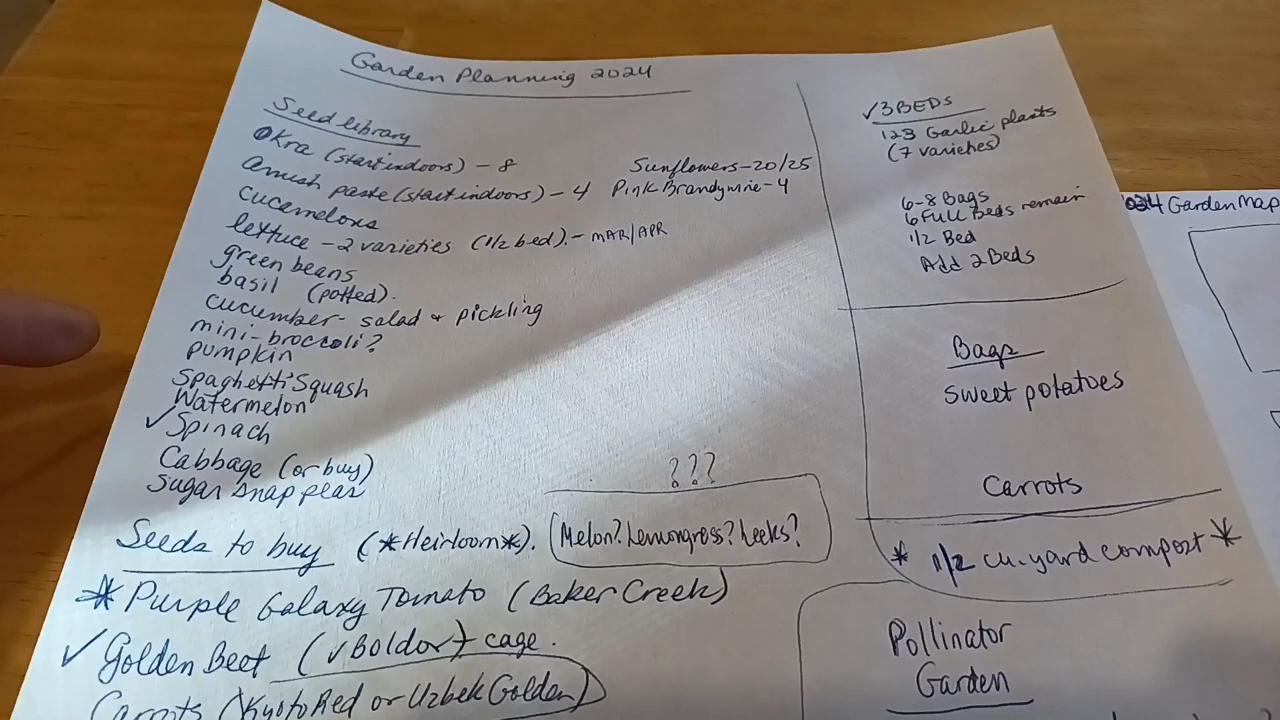 Garden Planning 2024
Seed library
Okra (start indoors) - 8
Sunflowers - 20/25
amish paste (start indoors) - 4
Pink Brandywine - 4
cucamelons
lettuce - 2 varieties (1/2 bed). - MAR/APR
green beans
basil (potted).
cucumber - salad + pickling
mini-broccoli?
pumpkin
Spaghetti Squash
Watermelon
✓ Spinach
Cabbage (or buy)
Sugar snap peas
???
Melon? Lemongrass? Leeks?
Seeds to buy (*Heirloom*).
* Purple Galaxy Tomato (Baker Creek)
✓ Golden Beet (✓Boldor) cage.
Carrots (Kyoto Red or Uzbek Golden)
✓ 3 BEDS
123 Garlic plants
(7 varieties)
6-8 Bags
6 Full Beds remain
1/2 Bed
Add 2 Beds
Bags
Sweet potatoes
Carrots
* 1/2 cu. yard compost *
Pollinator
Garden
2024 Garden Map